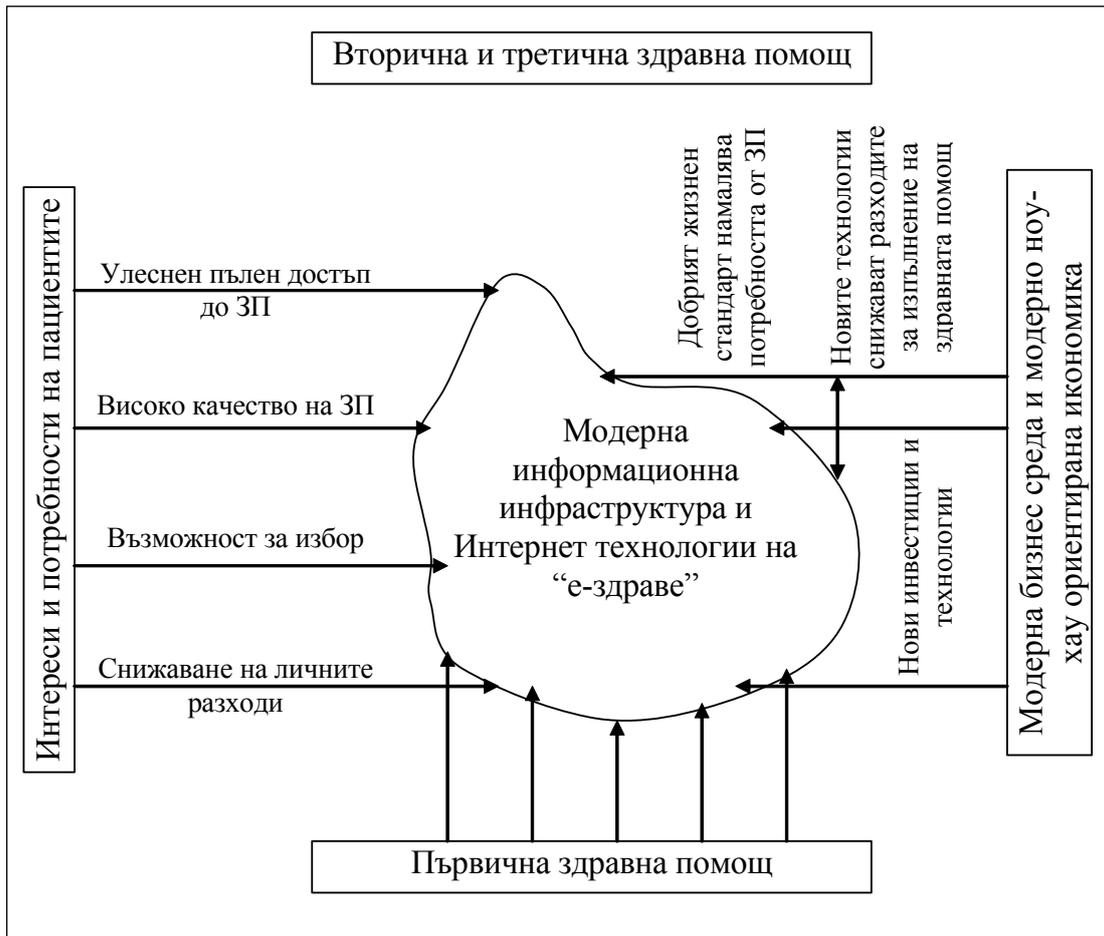 Вторична и третична здравна помощ
Интереси и потребности на пациентите
Улеснен пълен достъп
до ЗП
Високо качество на ЗП
Възможност за избор
Снижаване на личните
разходи
Модерна
информационна
инфраструктура и
Интернет технологии на
“е-здраве”
Добрият жизнен
стандарт намалява
потребността от ЗП
Новите технологии
снижават разходите
за изпълнение на
здравната помощ
Нови инвестиции и
технологии
Модерна бизнес среда и модерно ноу-
хау ориентирана икономика
Първична здравна помощ